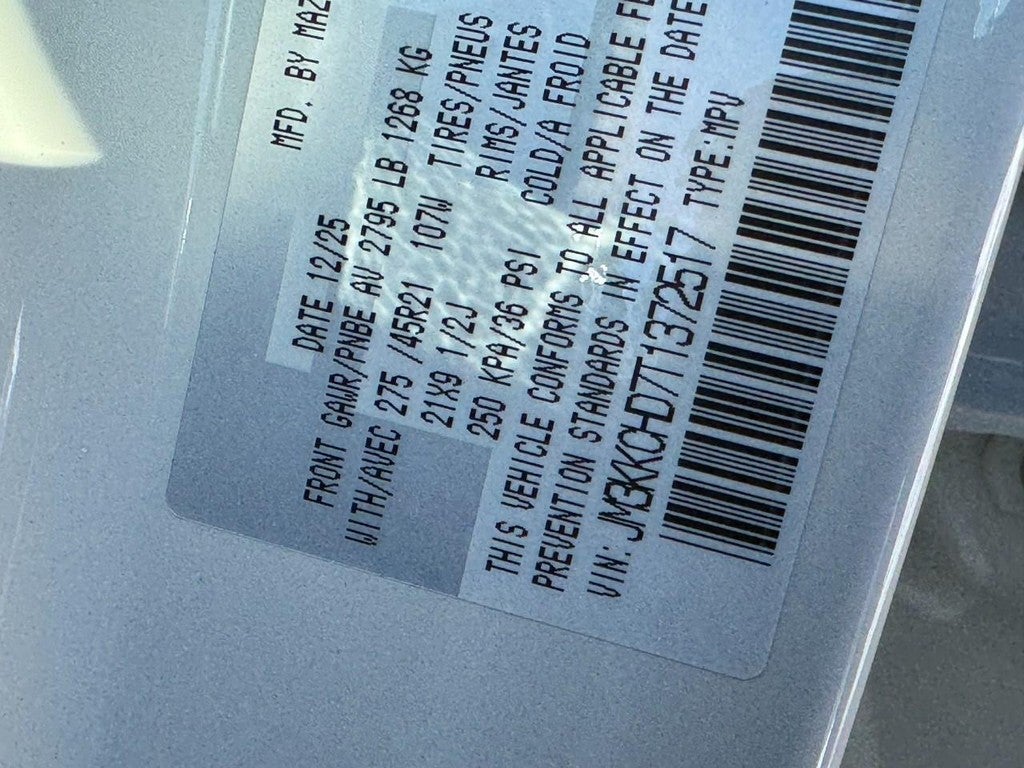 MFD. BY MAZ
DATE 12/25
FRONT GAWR/PNBE AV 2795 LB 1268 KG
WITH/AVEC 275 /45R21 107W TIRES/PNEUS
21X9 1/2J RIMS/JANTES
250 KPA/36 PSI COLD/A FROID
THIS VEHICLE CONFORMS TO ALL APPLICABLE FE
PREVENTION STANDARDS IN EFFECT ON THE DATE
VIN: JM3KKCHD7T1372517 TYPE:MPV